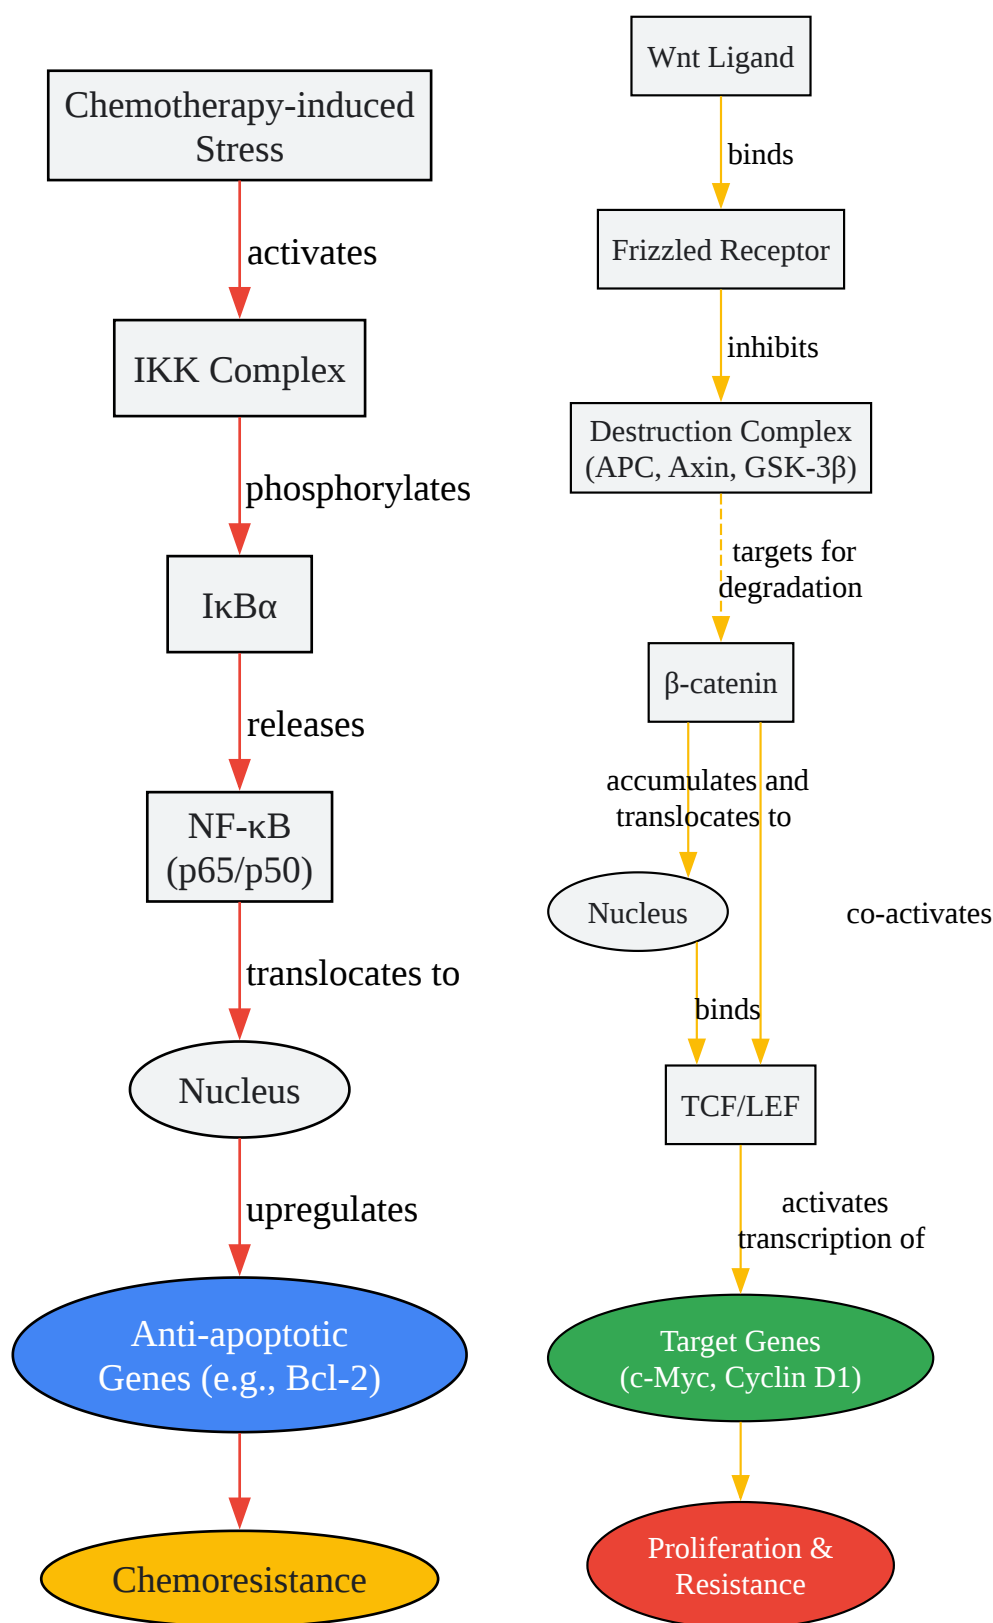 Chemotherapy-induced
Stress
activates
IKK Complex
phosphorylates
IκBα
releases
NF-κB
(p65/p50)
translocates to
Nucleus
upregulates
Anti-apoptotic
Genes (e.g., Bcl-2)
Chemoresistance
Wnt Ligand
binds
Frizzled Receptor
inhibits
Destruction Complex
(APC, Axin, GSK-3β)
targets for
degradation
β-catenin
accumulates and
translocates to
Nucleus
co-activates
binds
TCF/LEF
activates
transcription of
Target Genes
(c-Myc, Cyclin D1)
Proliferation &
Resistance